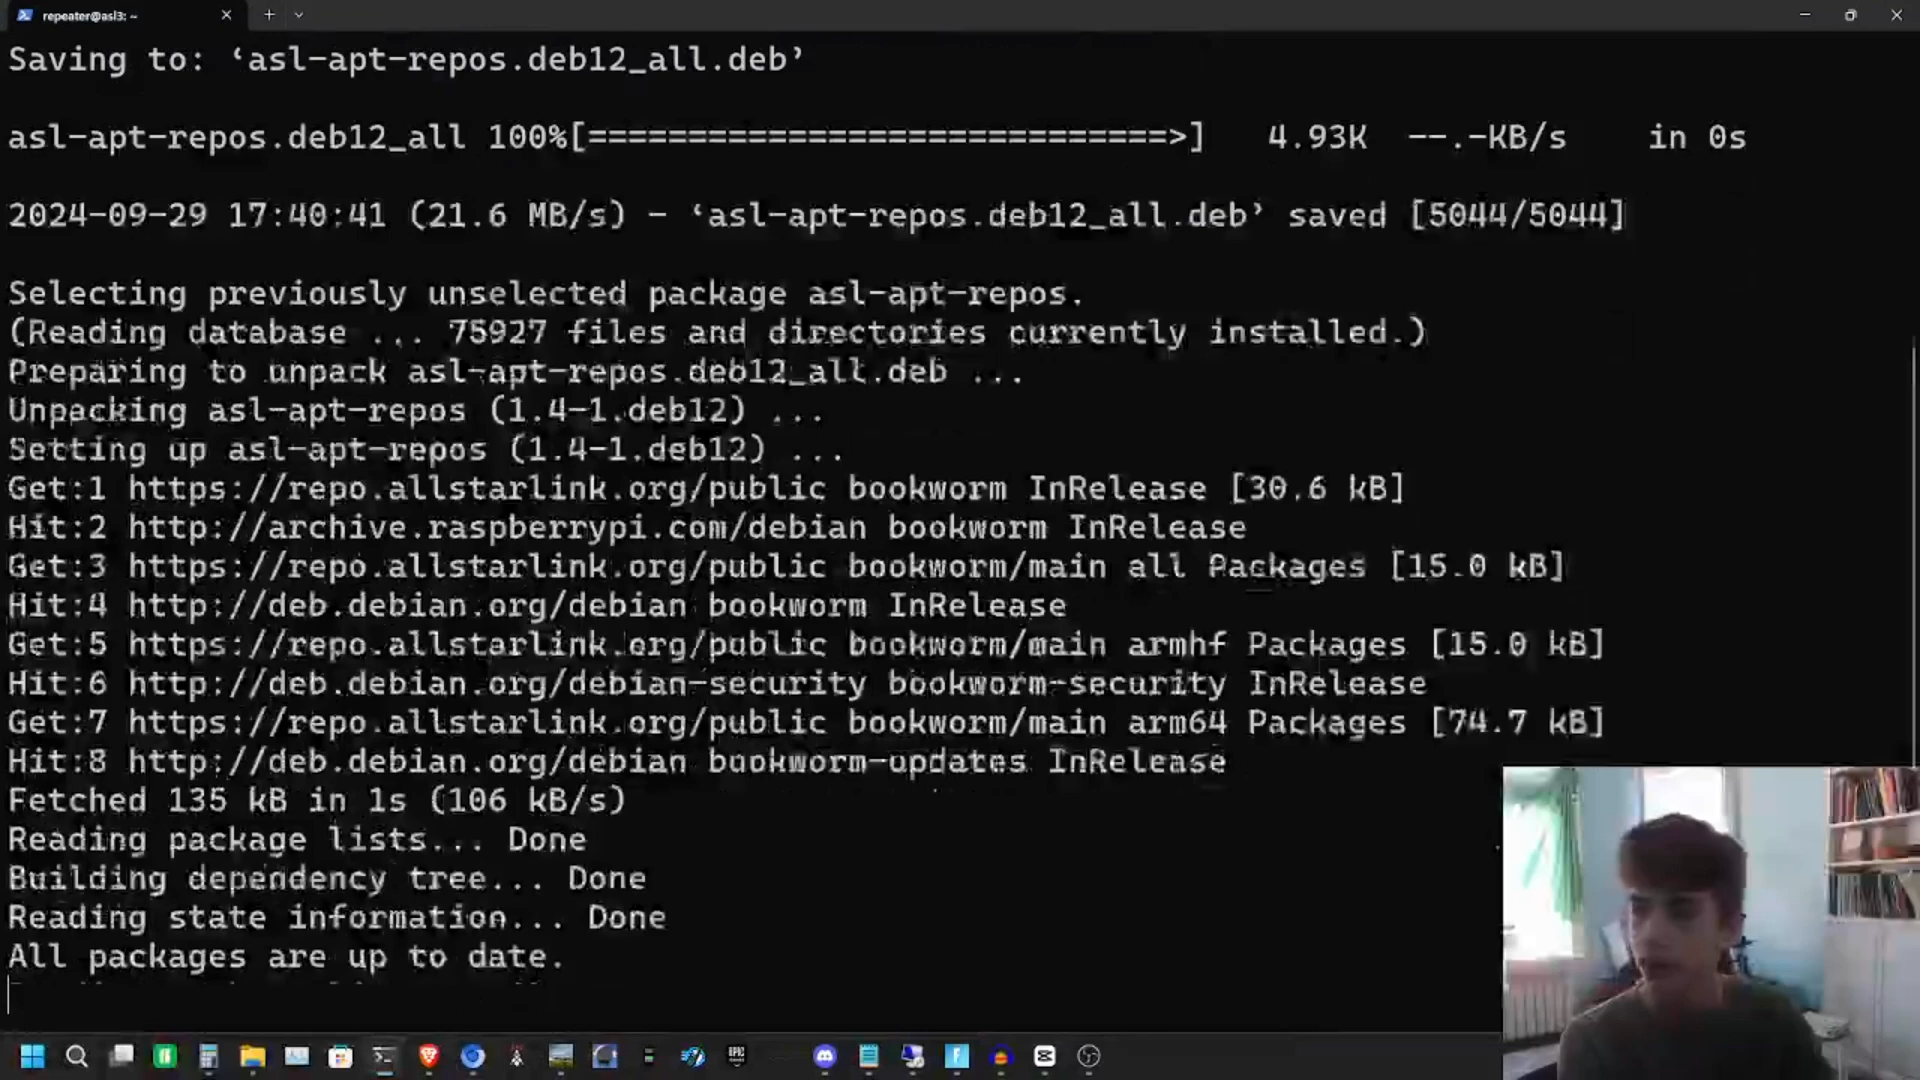 repeater@asl3: ~
Saving to: ‘asl-apt-repos.deb12_all.deb’
asl-apt-repos.deb12_all 100%[=============================>] 4.93K --.-KB/s in 0s
2024-09-29 17:40:41 (21.6 MB/s) - ‘asl-apt-repos.deb12_all.deb’ saved [5044/5044]
Selecting previously unselected package asl-apt-repos.
(Reading database ... 75927 files and directories currently installed.)
Preparing to unpack asl-apt-repos.deb12_all.deb ...
Unpacking asl-apt-repos (1.4-1.deb12) ...
Setting up asl-apt-repos (1.4-1.deb12) ...
Get:1 https://repo.allstarlink.org/public bookworm InRelease [30.6 kB]
Hit:2 http://archive.raspberrypi.com/debian bookworm InRelease
Get:3 https://repo.allstarlink.org/public bookworm/main all Packages [15.0 kB]
Hit:4 http://deb.debian.org/debian bookworm InRelease
Get:5 https://repo.allstarlink.org/public bookworm/main armhf Packages [15.0 kB]
Hit:6 http://deb.debian.org/debian-security bookworm-security InRelease
Get:7 https://repo.allstarlink.org/public bookworm/main arm64 Packages [74.7 kB]
Hit:8 http://deb.debian.org/debian bookworm-updates InRelease
Fetched 135 kB in 1s (106 kB/s)
Reading package lists... Done
Building dependency tree... Done
Reading state information... Done
All packages are up to date.